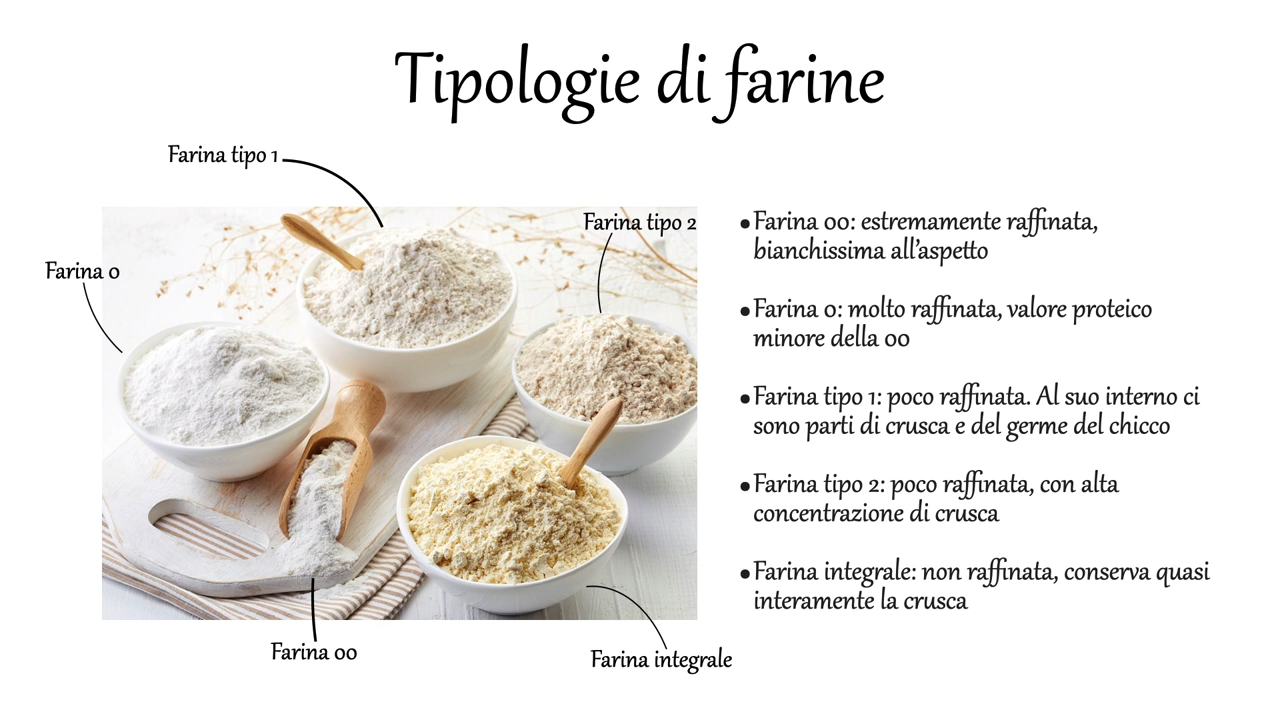 Tipologie di farine
Farina tipo 1
Farina tipo 2
Farina 0
Farina 00
Farina integrale
•Farina 00: estremamente raffinata,
bianchissima all’aspetto
•Farina 0: molto raffinata, valore proteico
minore della 00
•Farina tipo 1: poco raffinata. Al suo interno ci
sono parti di crusca e del germe del chicco
•Farina tipo 2: poco raffinata, con alta
concentrazione di crusca
•Farina integrale: non raffinata, conserva quasi
interamente la crusca